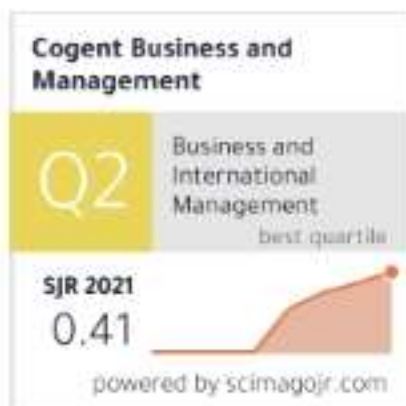 Cogent Business and
Management
Q2
Business and
International
Management
best quartile
SJR 2021
0.41
powered by scimagojr.com